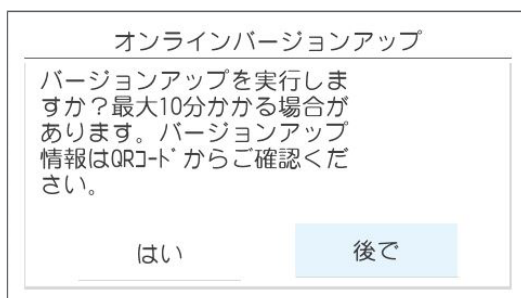 オンラインバージョンアップ
バージョンアップを実行しま
すか？最大10分かかる場合が
あります。バージョンアップ
情報はQRｺｰﾄﾞからご確認くだ
さい。
はい
後で